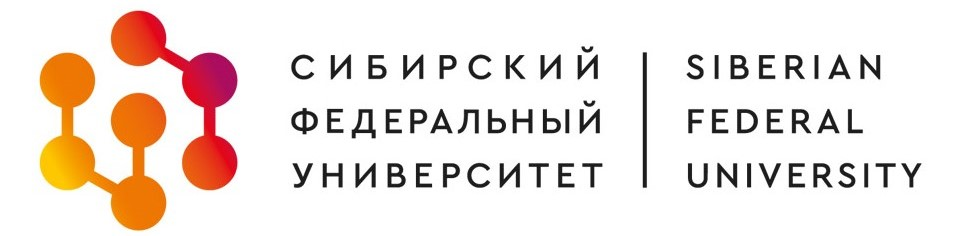 СИБИРСКИЙ
ФЕДЕРАЛЬНЫЙ
УНИВЕРСИТЕТ
SIBERIAN
FEDERAL
UNIVERSITY